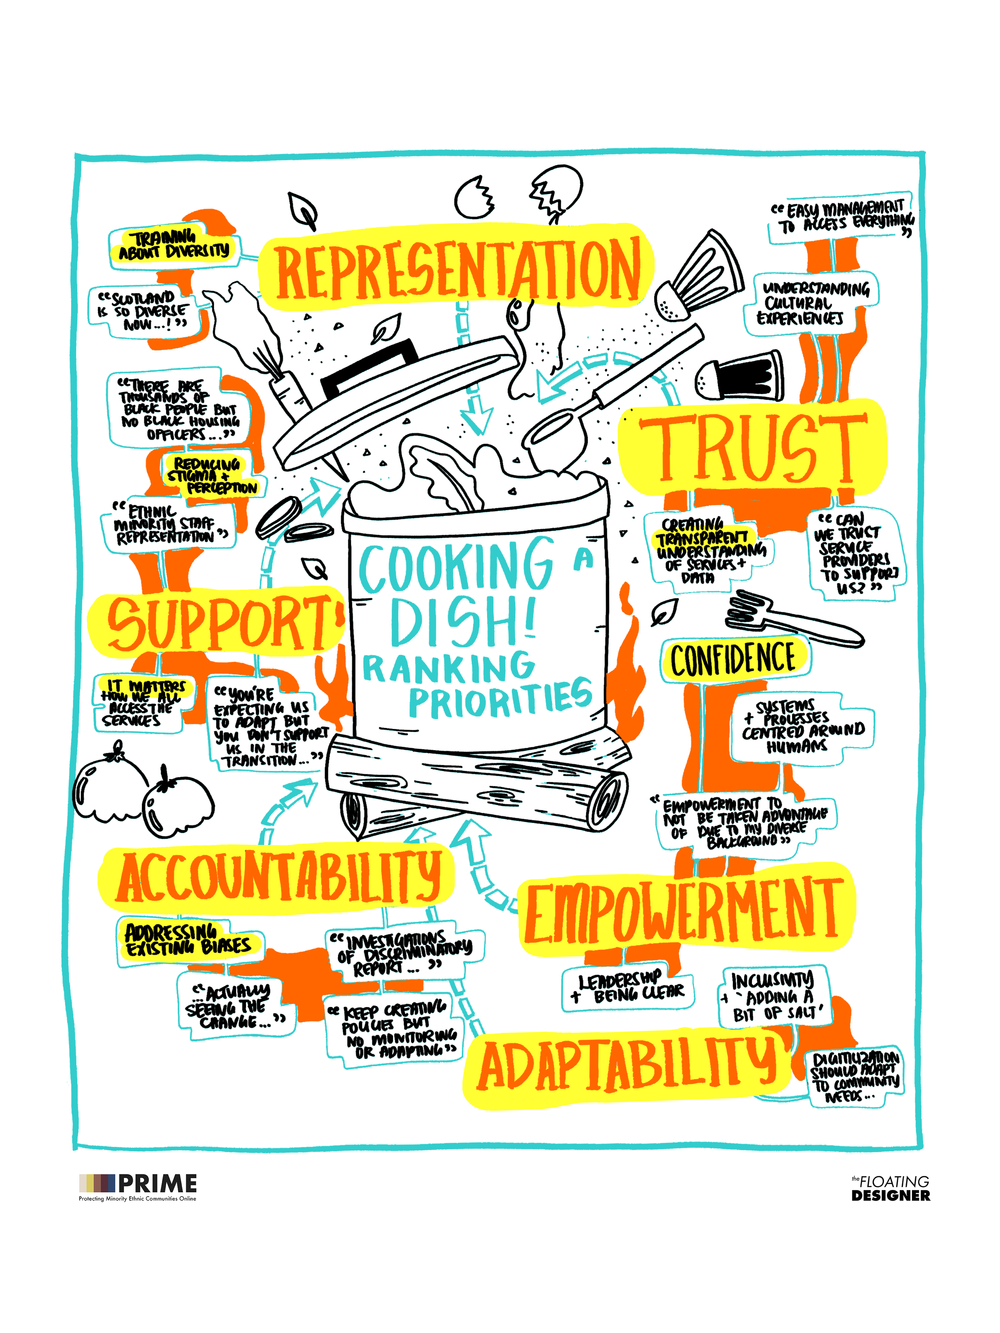 REPRESENTATION
TRAINING
ABOUT DIVERSITY
"SCOTLAND
IS SO DIVERSE
NOW...!"
"THERE ARE
THOUSANDS OF
BLACK PEOPLE BUT
NO BLACK HOUSING
OFFICERS..."
REDUCING
STIGMA +
PERCEPTION
"ETHNIC
MINORITY STAFF
REPRESENTATION"
SUPPORT
IT MATTERS
HOW WE ALL
ACCESS THE
SERVICES
"YOU'RE
EXPECTING US
TO ADAPT BUT
YOU DON'T SUPPORT
US IN THE
TRANSITION..."
COOKING A
DISH!
RANKING
PRIORITIES
"EASY MANAGEMENT
TO ACCESS EVERYTHING"
UNDERSTANDING
CULTURAL
EXPERIENCES
TRUST
CREATING
TRANSPARENT
UNDERSTANDING
OF SERVICES +
DATA
"CAN
WE TRUST
SERVICE
PROVIDERS
TO SUPPORT
US?"
CONFIDENCE
SYSTEMS
+ PROCESSES
CENTRED AROUND
HUMANS
"EMPOWERMENT TO
NOT BE TAKEN ADVANTAGE
OF DUE TO MY DIVERSE
BACKGROUND"
EMPOWERMENT
LEADERSHIP
+ BEING CLEAR
ACCOUNTABILITY
ADDRESSING
EXISTING BIASES
"...ACTUALLY
SEEING THE
CHANGE..."
"INVESTIGATIONS
OF DISCRIMINATORY
REPORT..."
"KEEP CREATING
POLICIES BUT
NO MONITORING
OR ADAPTING"
INCLUSIVITY
+ 'ADDING A
BIT OF SALT'
ADAPTABILITY
DIGITILIZATION
SHOULD ADAPT
TO COMMUNITY
NEEDS...
PRIME
Protecting Minority Ethnic Communities Online
the FLOATING
DESIGNER